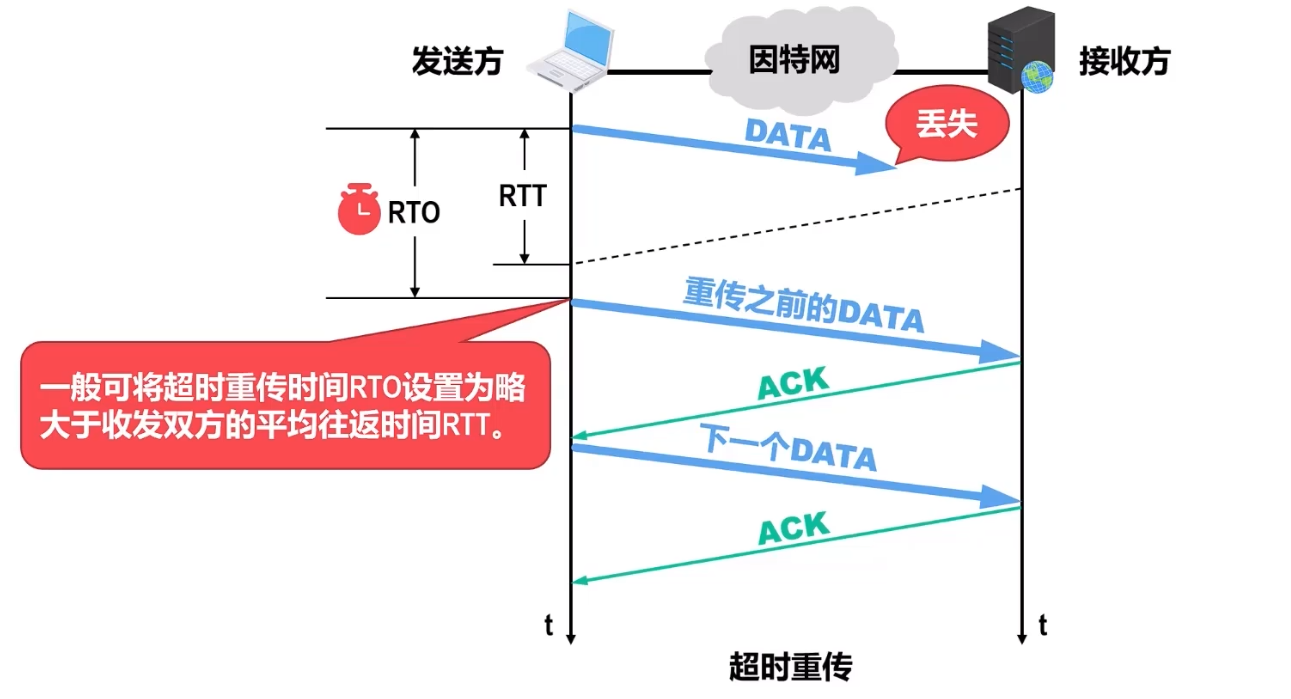 发送方
因特网
接收方
丢失
DATA
RTT
RTO
重传之前的DATA
一般可将超时重传时间RTO设置为略
大于收发双方的平均往返时间RTT。
ACK
下一个DATA
ACK
t
t
超时重传